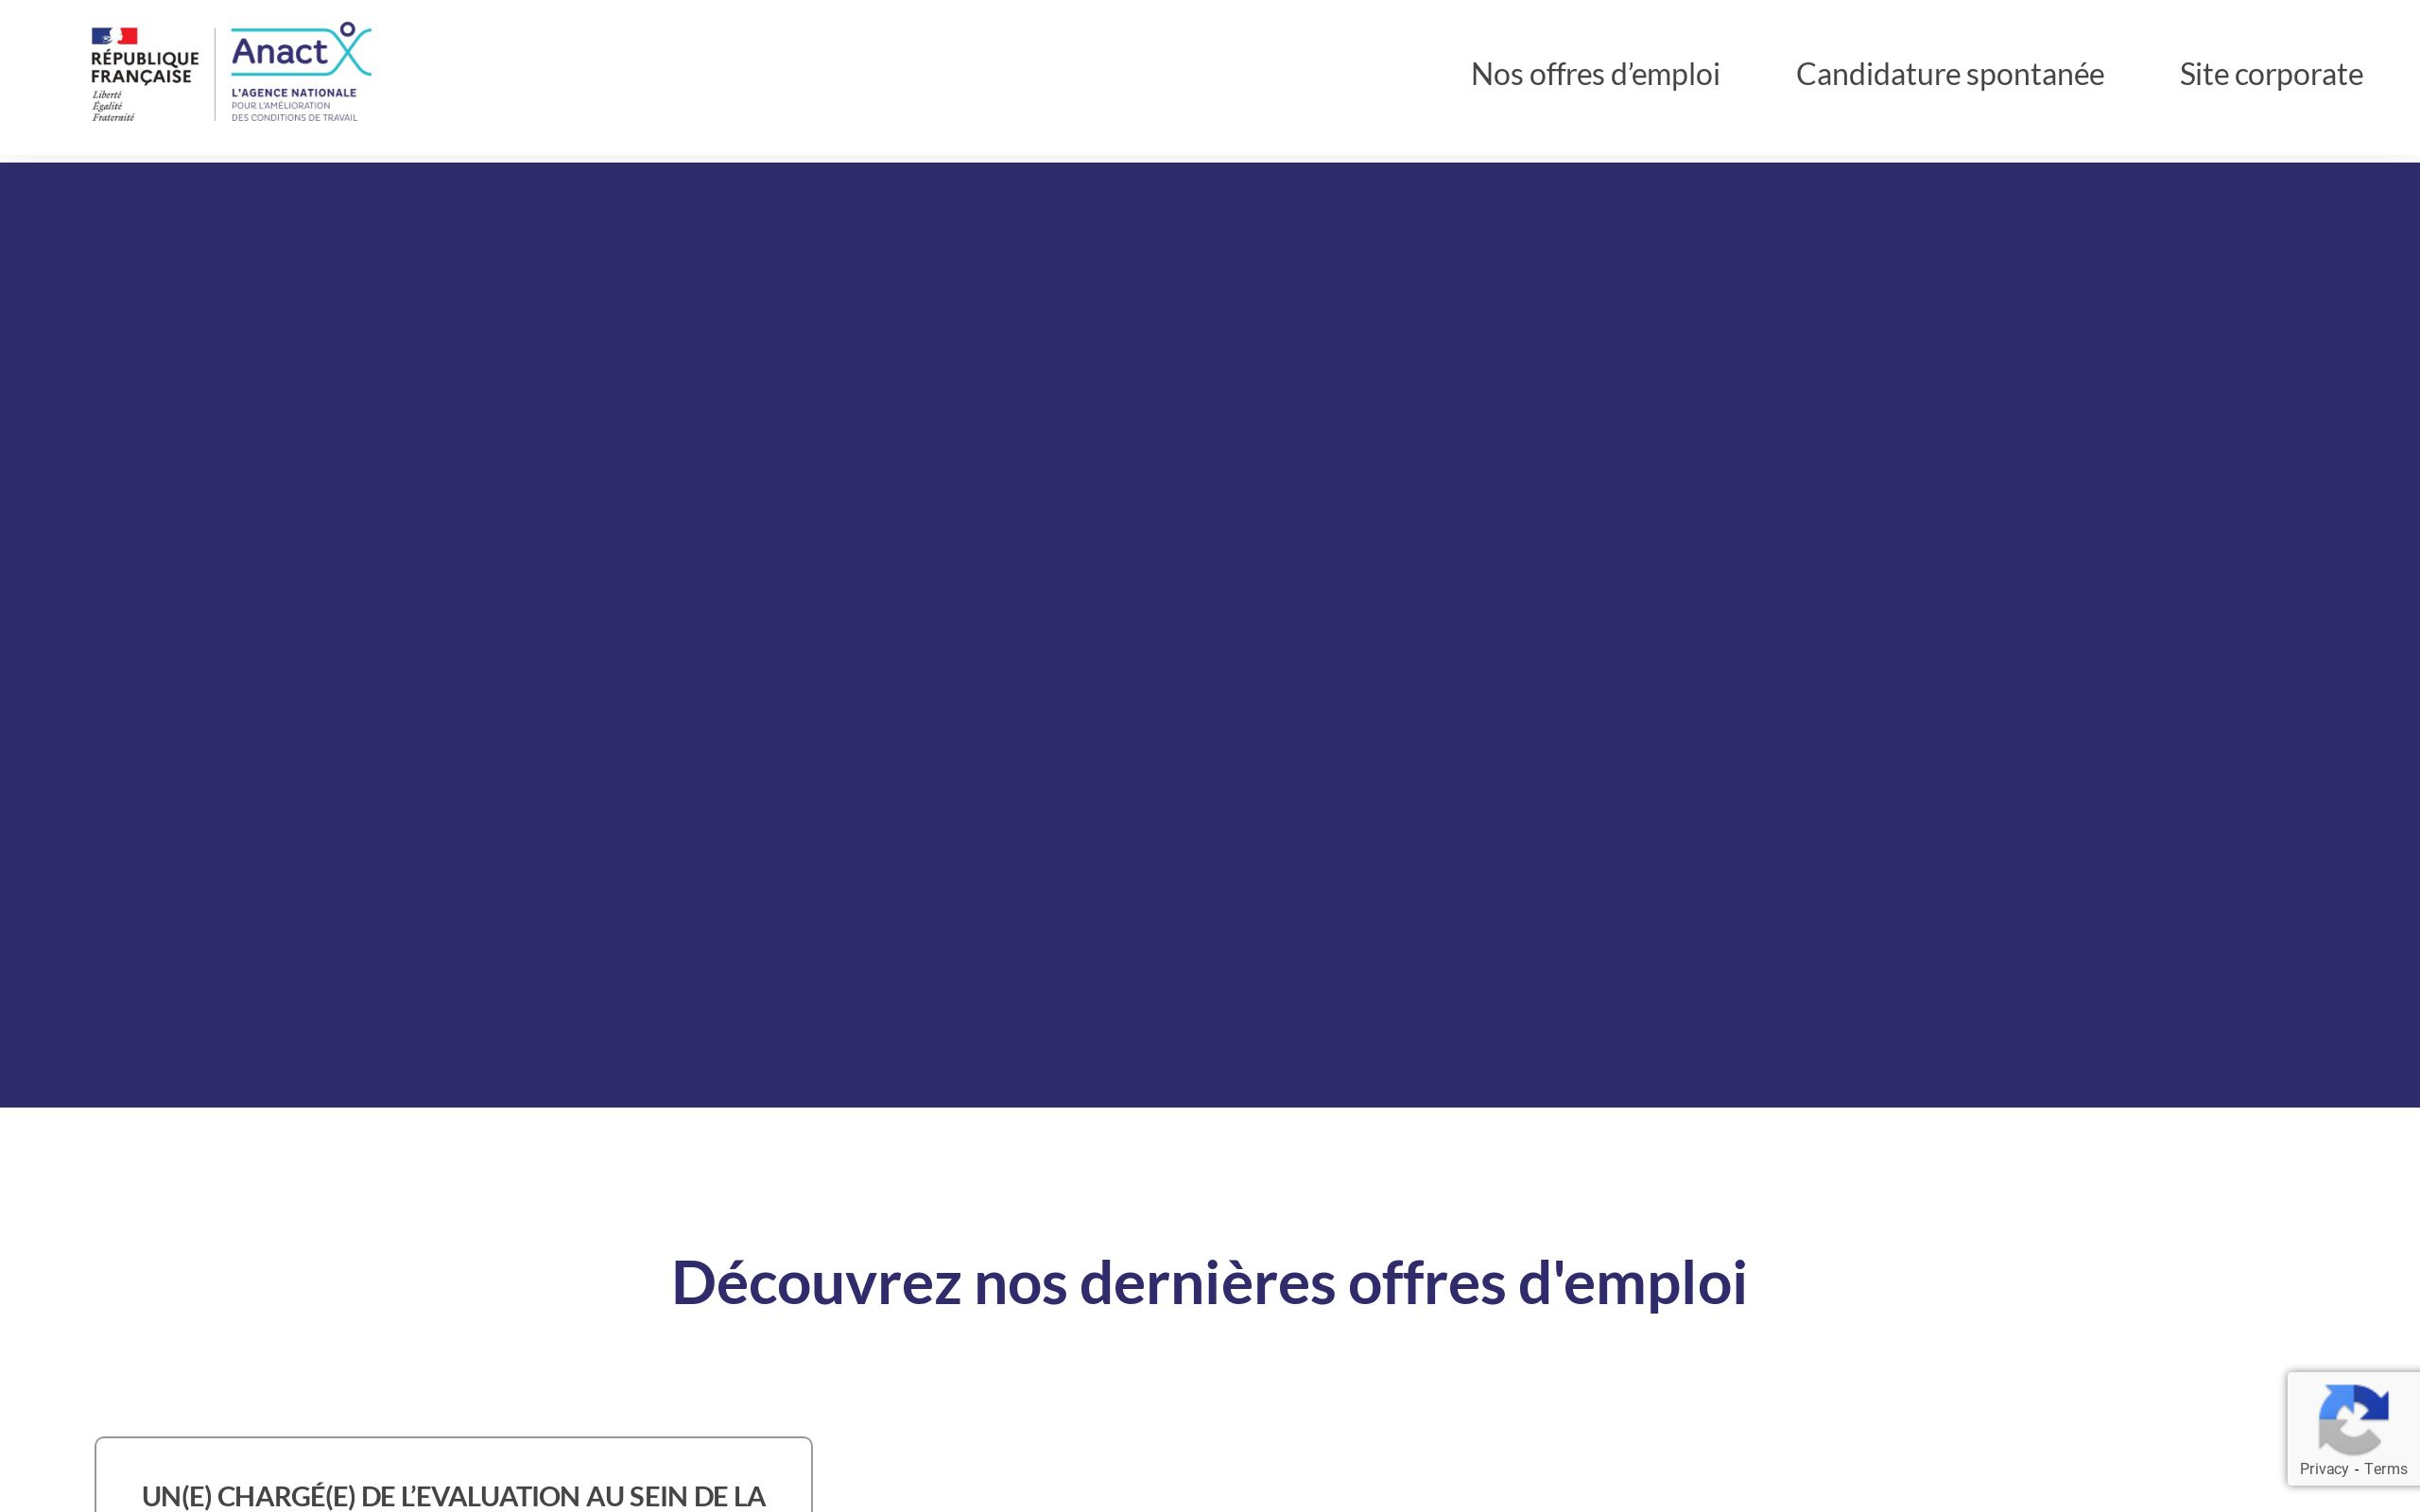 RÉPUBLIQUE
FRANÇAISE
Liberté
Égalité
Fraternité
Anact
L'AGENCE NATIONALE
POUR L'AMÉLIORATION
DES CONDITIONS DE TRAVAIL
Nos offres d’emploi
Candidature spontanée
Site corporate
Découvrez nos dernières offres d'emploi
UN(E) CHARGÉ(E) DE L’EVALUATION AU SEIN DE LA
Privacy - Terms